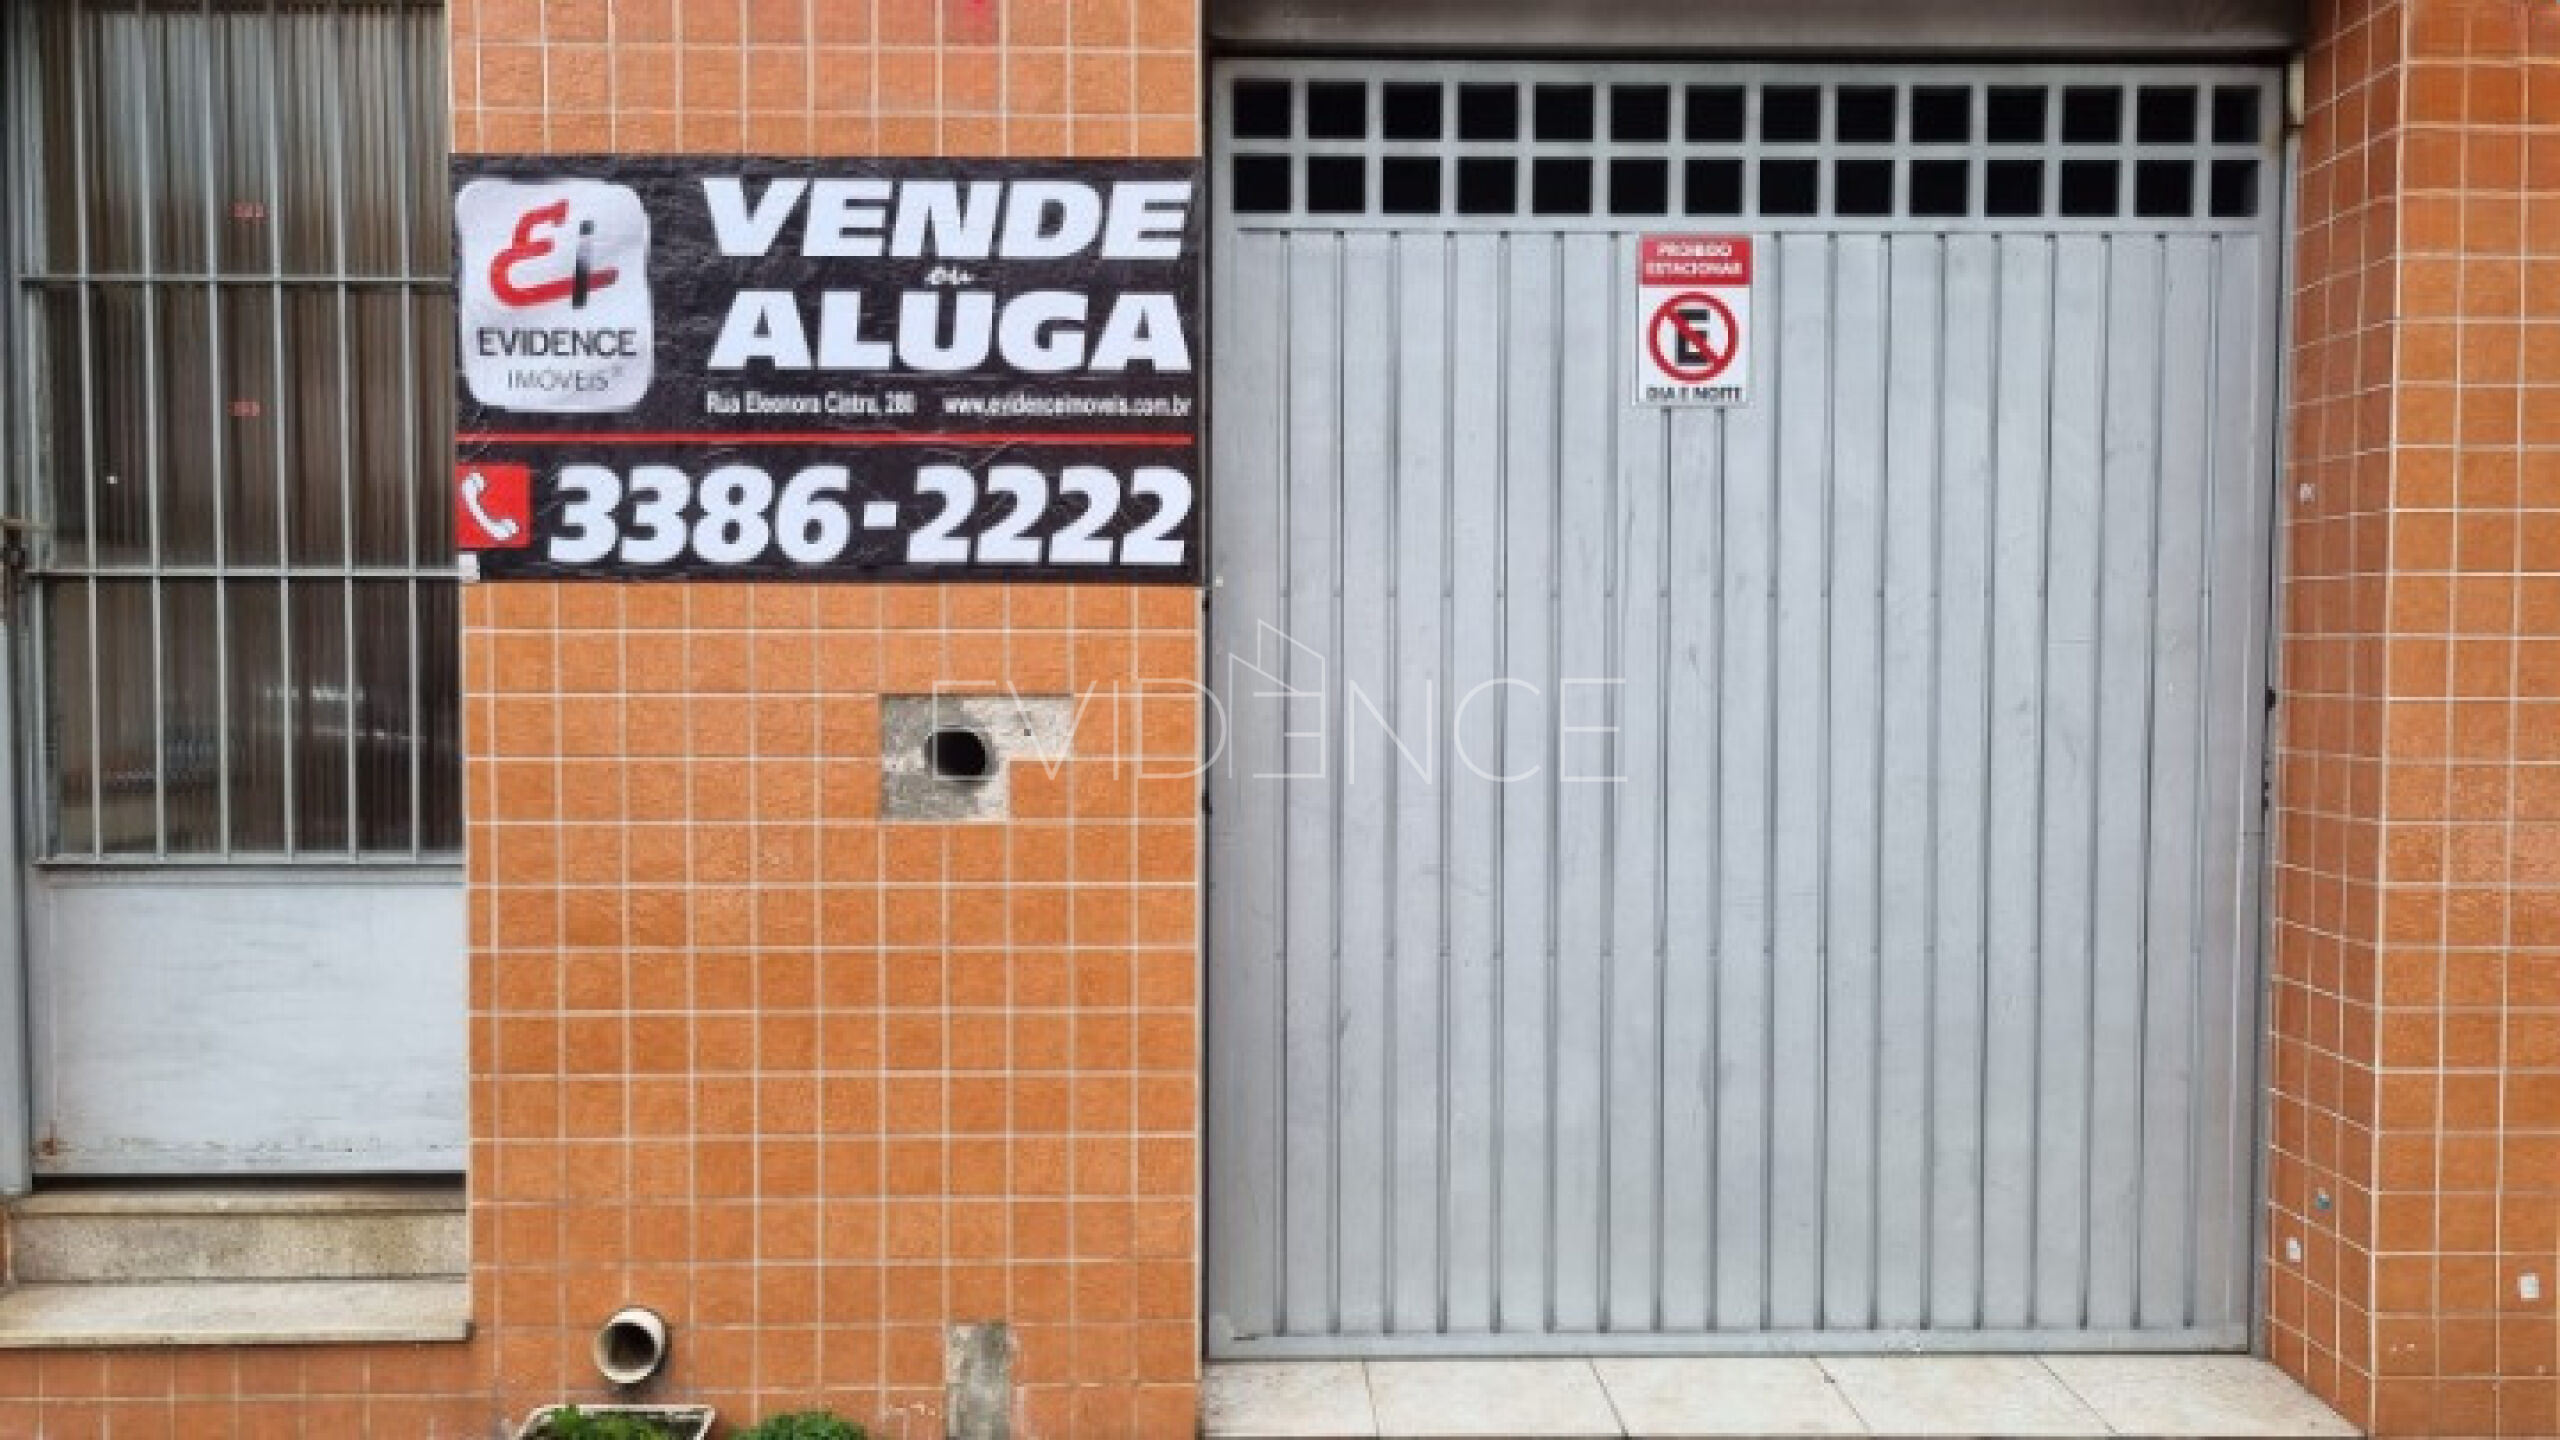 Ei
EVIDENCE
IMÓVEIS®
VENDE
ou
ALUGA
Rua Eleonora Cintra, 280 www.evidenceimoveis.com.br
3386-2222
PROIBIDO
ESTACIONAR
E
DIA E NOITE
EVIDENCE